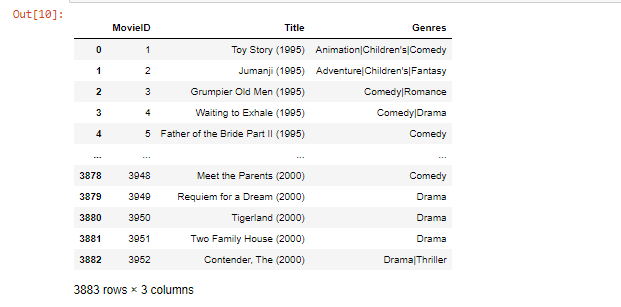 Out[10]:
MovieID Title Genres
0 1 Toy Story (1995) Animation|Children's|Comedy
1 2 Jumanji (1995) Adventure|Children's|Fantasy
2 3 Grumpier Old Men (1995) Comedy|Romance
3 4 Waiting to Exhale (1995) Comedy|Drama
4 5 Father of the Bride Part II (1995) Comedy
... ... ... ...
3878 3948 Meet the Parents (2000) Comedy
3879 3949 Requiem for a Dream (2000) Drama
3880 3950 Tigerland (2000) Drama
3881 3951 Two Family House (2000) Drama
3882 3952 Contender, The (2000) Drama|Thriller
3883 rows × 3 columns